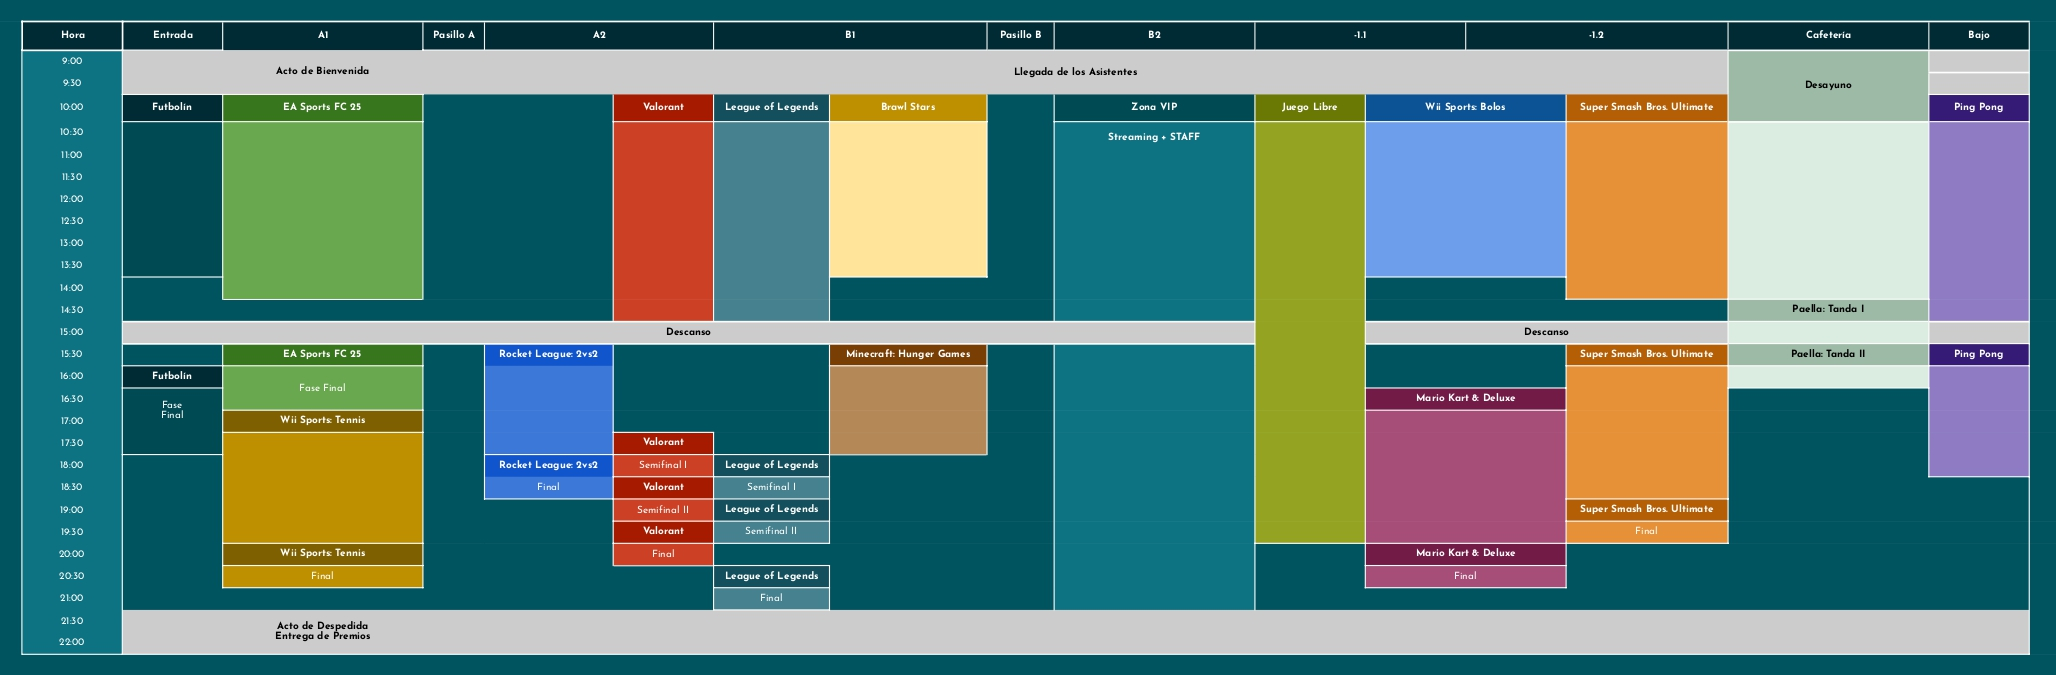 Hora Entrada A1 Pasillo A A2 B1 Pasillo B B2 -1.1 -1.2 Cafetería Bajo
9:00
Acto de Bienvenida Llegada de los Asistentes
9:30 Desayuno
10:00 Futbolín EA Sports FC 25 Valorant League of Legends Brawl Stars Zona VIP Juego Libre Wii Sports: Bolos Super Smash Bros. Ultimate Ping Pong
10:30 Streaming + STAFF
11:00
11:30
12:00
12:30
13:00
13:30
14:00
14:30 Paella: Tanda I
15:00 Descanso Descanso
15:30 EA Sports FC 25 Rocket League: 2vs2 Minecraft: Hunger Games Super Smash Bros. Ultimate Paella: Tanda II Ping Pong
16:00 Futbolín
Fase Final
16:30 Mario Kart 8: Deluxe
Fase
Final
17:00 Wii Sports: Tennis
17:30 Valorant
18:00 Rocket League: 2vs2 Semifinal I League of Legends
18:30 Final Valorant Semifinal I
19:00 Semifinal II League of Legends Super Smash Bros. Ultimate
19:30 Valorant Semifinal II Final
20:00 Wii Sports: Tennis Final Mario Kart 8: Deluxe
20:30 Final League of Legends Final
21:00 Final
21:30 Acto de Despedida
22:00 Entrega de Premios